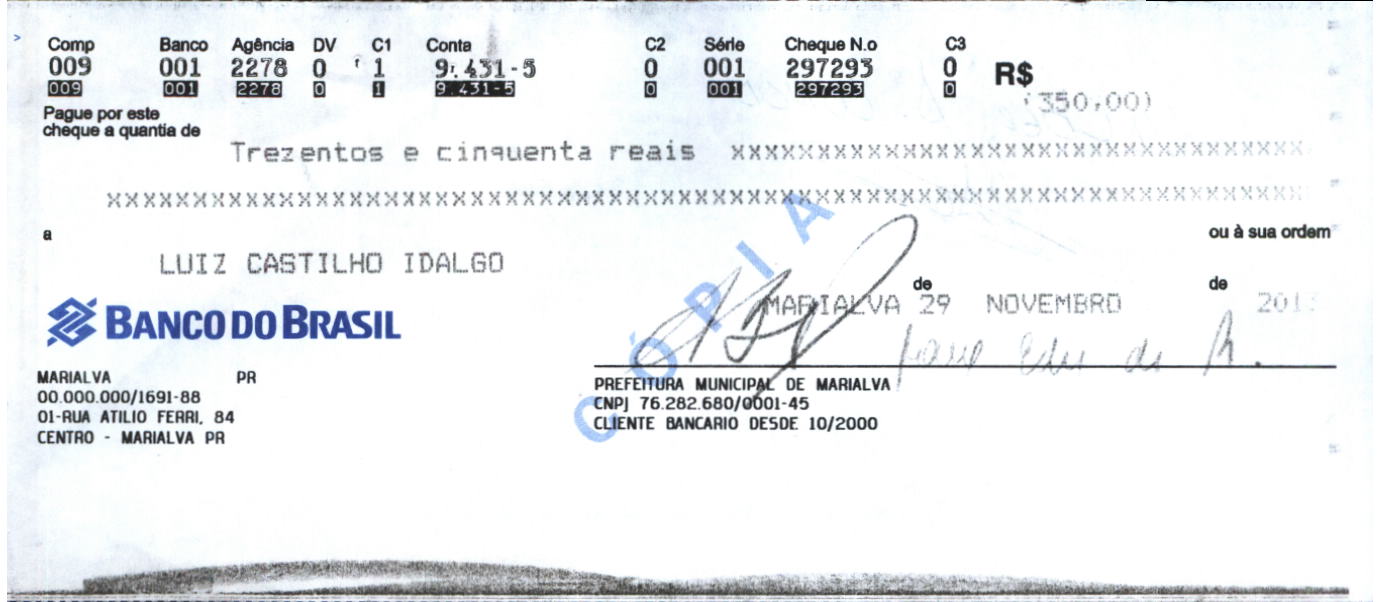 Comp Banco Agência DV C1 Conta C2 Série Cheque N.o C3
009 001 2278 0 1 9.431-5 0 001 297293 0 R$
009 001 2278 0 1 9.431-5 0 001 297293 0
(350,00)
Pague por este
cheque a quantia de
Trezentos e cinquenta reais XXXXXXXXXXXXXXXXXXXXXXXXXXXXXXXXXXXXXXXX
XXXXXXXXXXXXXXXXXXXXXXXXXXXXXXXXXXXXXXXXXXXXXXXXXXXXXXXXXXXXXXXXXXXXXXXXXXXXXXXXXXX
a ou à sua ordem
LUIZ CASTILHO IDALGO
CÓPIA
de de
MARIALVA 29 NOVEMBRO
BANCO DO BRASIL
MARIALVA PR
00.000.000/1691-88
01-RUA ATILIO FERRI, 84
CENTRO - MARIALVA PR
PREFEITURA MUNICIPAL DE MARIALVA
CNPJ 76.282.680/0001-45
CLIENTE BANCARIO DESDE 10/2000